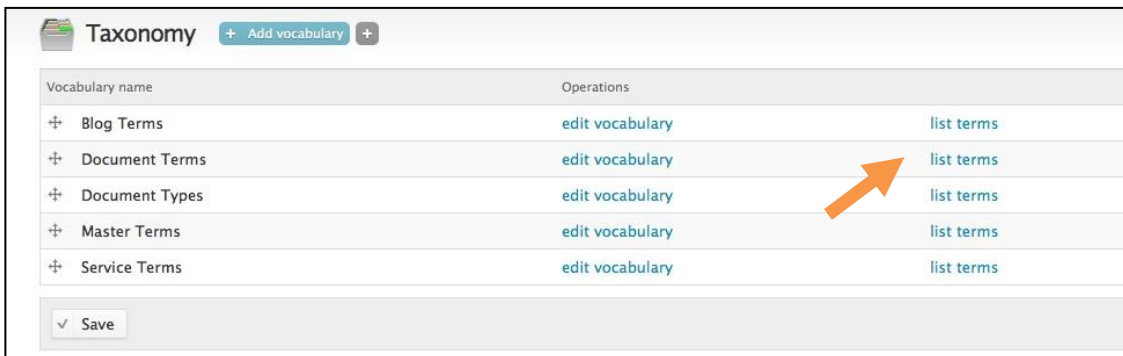 Taxonomy + Add vocabulary +
Vocabulary name Operations
Blog Terms edit vocabulary list terms
Document Terms edit vocabulary list terms
Document Types edit vocabulary list terms
Master Terms edit vocabulary list terms
Service Terms edit vocabulary list terms
Save